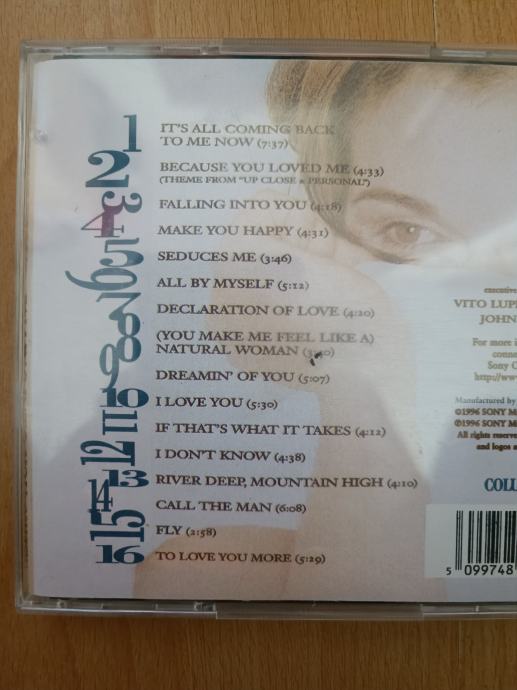 1 IT'S ALL COMING BACK
TO ME NOW (7:37)
2 BECAUSE YOU LOVED ME (4:33)
(THEME FROM "UP CLOSE & PERSONAL")
3 FALLING INTO YOU (4:18)
4 MAKE YOU HAPPY (4:31)
5 SEDUCES ME (3:46)
6 ALL BY MYSELF (5:12)
7 DECLARATION OF LOVE (4:20)
8 (YOU MAKE ME FEEL LIKE A)
NATURAL WOMAN
9 DREAMIN' OF YOU (5:07)
10 I LOVE YOU (5:30)
11 IF THAT'S WHAT IT TAKES (4:12)
12 I DON'T KNOW (4:38)
13 RIVER DEEP, MOUNTAIN HIGH (4:10)
14 CALL THE MAN (6:08)
15 FLY (2:58)
16 TO LOVE YOU MORE (5:29)
executive
VITO LUP
JOHN
For more i
conne
Sony C
http://ww
Manufactured by
©1996 SONY M
℗1996 SONY M
All rights reserve
and logos a
COLU
5 099748